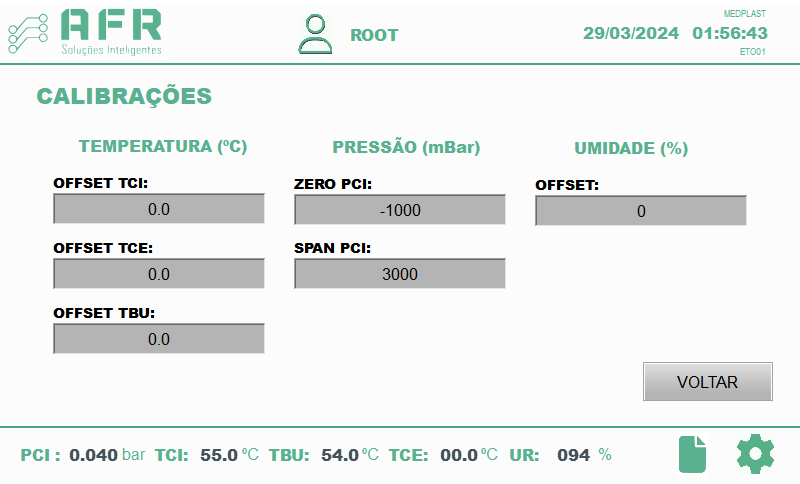 AFR
Soluções Inteligentes
ROOT
MEDPLAST
29/03/2024 01:56:43
ETO01
CALIBRAÇÕES
TEMPERATURA (ºC)
OFFSET TCI:
0.0
OFFSET TCE:
0.0
OFFSET TBU:
0.0
PRESSÃO (mBar)
ZERO PCI:
-1000
SPAN PCI:
3000
UMIDADE (%)
OFFSET:
0
VOLTAR
PCI : 0.040 bar TCI: 55.0 ºC TBU: 54.0 ºC TCE: 00.0 ºC UR: 094 %